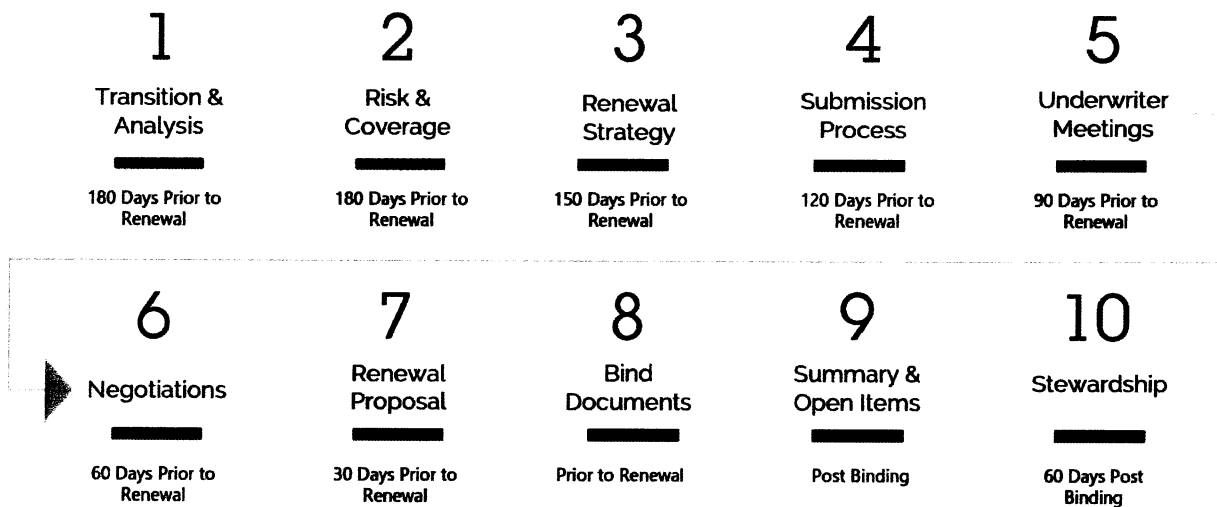 1
Transition &
Analysis
180 Days Prior to
Renewal
2
Risk &
Coverage
180 Days Prior to
Renewal
3
Renewal
Strategy
150 Days Prior to
Renewal
4
Submission
Process
120 Days Prior to
Renewal
5
Underwriter
Meetings
90 Days Prior to
Renewal
6
Negotiations
60 Days Prior to
Renewal
7
Renewal
Proposal
30 Days Prior to
Renewal
8
Bind
Documents
Prior to Renewal
9
Summary &
Open Items
Post Binding
10
Stewardship
60 Days Post
Binding